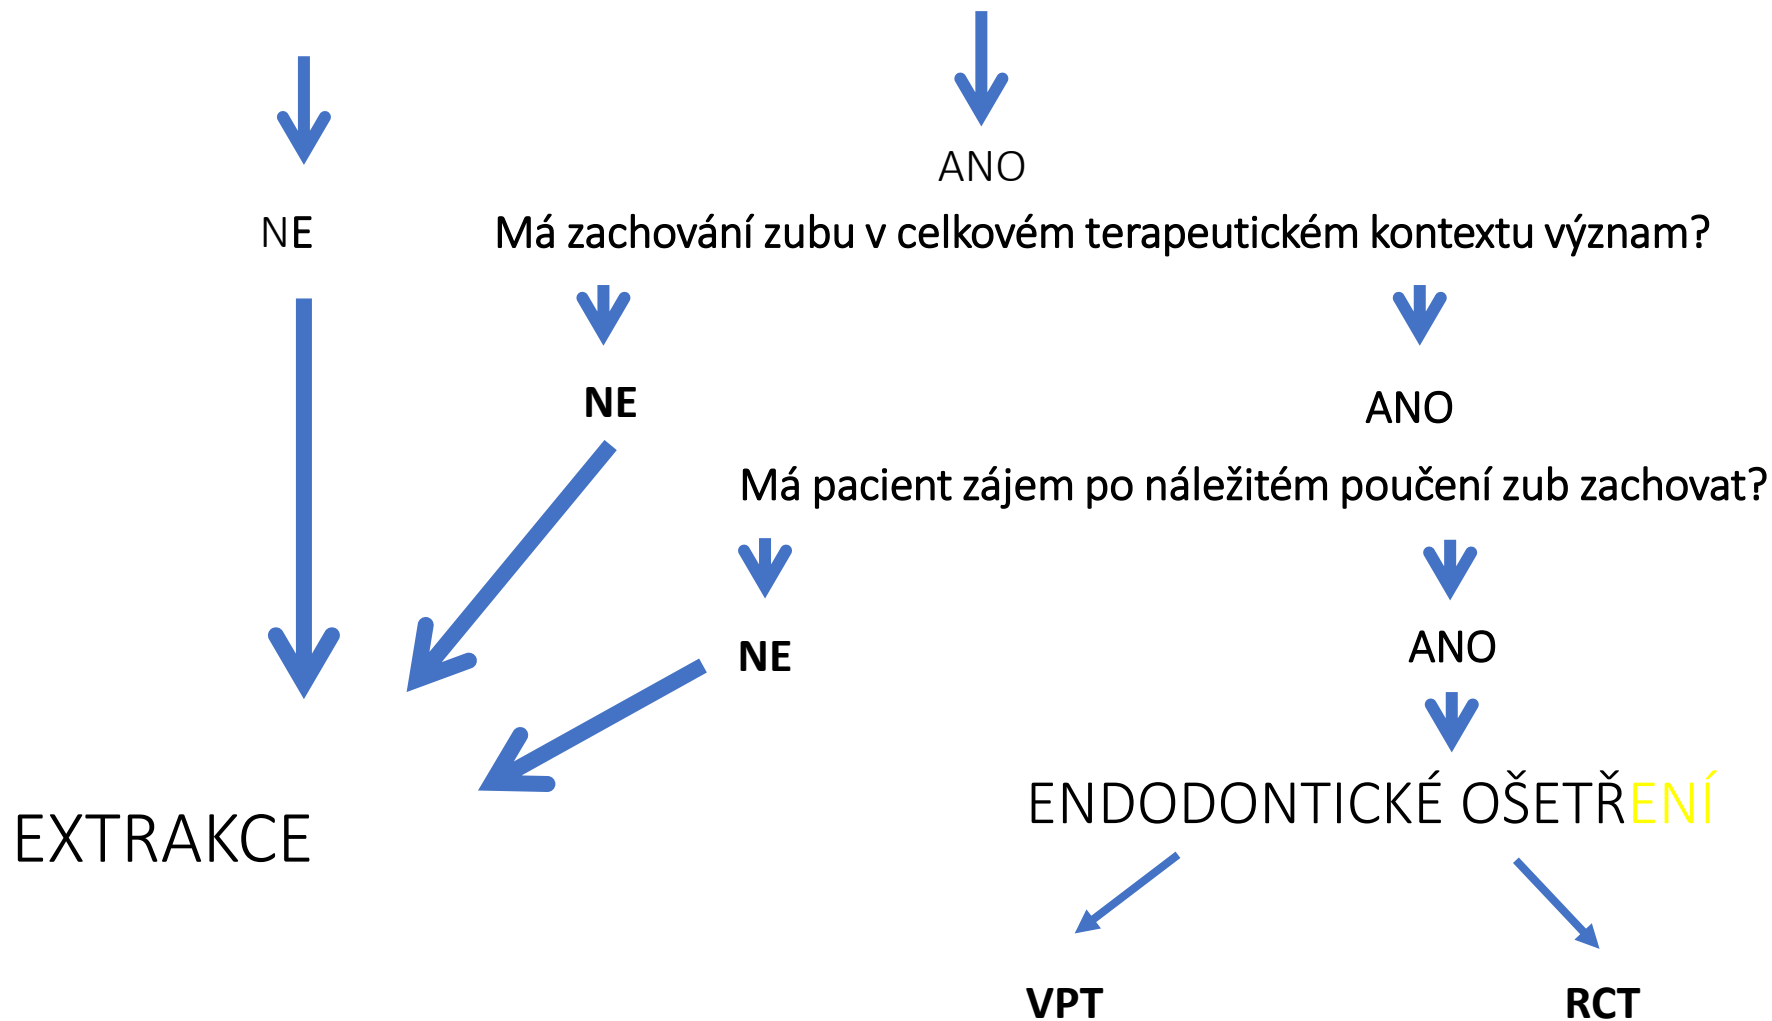 ANO
NE
Má zachování zubu v celkovém terapeutickém kontextu význam?
NE
ANO
Má pacient zájem po náležitém poučení zub zachovat?
NE
ANO
ENDODONTICKÉ OŠETŘENÍ
EXTRAKCE
VPT
RCT